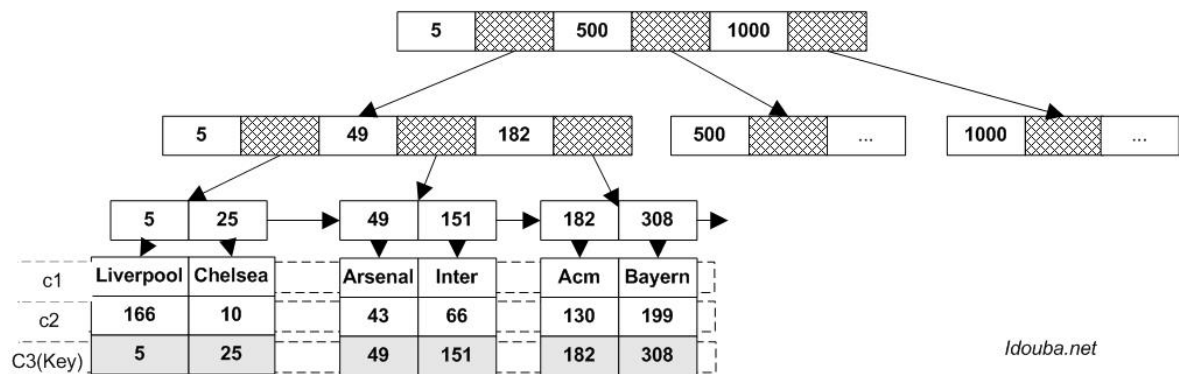 5 500 1000
5 49 182
500 ...
1000 ...
5 25
49 151
182 308
c1 Liverpool Chelsea Arsenal Inter Acm Bayern
c2 166 10 43 66 130 199
C3(Key) 5 25 49 151 182 308
Idouba.net